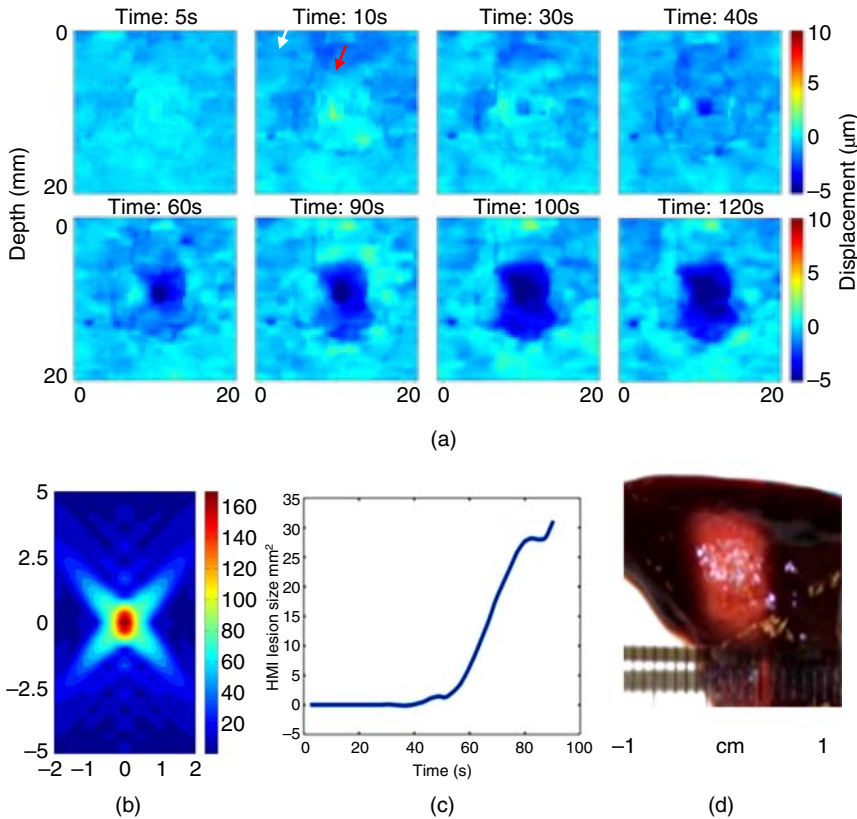 Time: 5s Time: 10s Time: 30s Time: 40s
0
20
Depth (mm)
10
5
0
−5
Displacement (μm)
Time: 60s Time: 90s Time: 100s Time: 120s
0
20
10
5
0
−5
Displacement (μm)
0 20 0 20 0 20 0 20
(a)
5
2.5
0
−2.5
−5
−2 −1 0 1 2
160
140
120
100
80
60
40
20
(b)
HMI lesion size mm²
35
30
25
20
15
10
5
0
−5
0 20 40 60 80 100
Time (s)
(c)
−1 cm 1
(d)